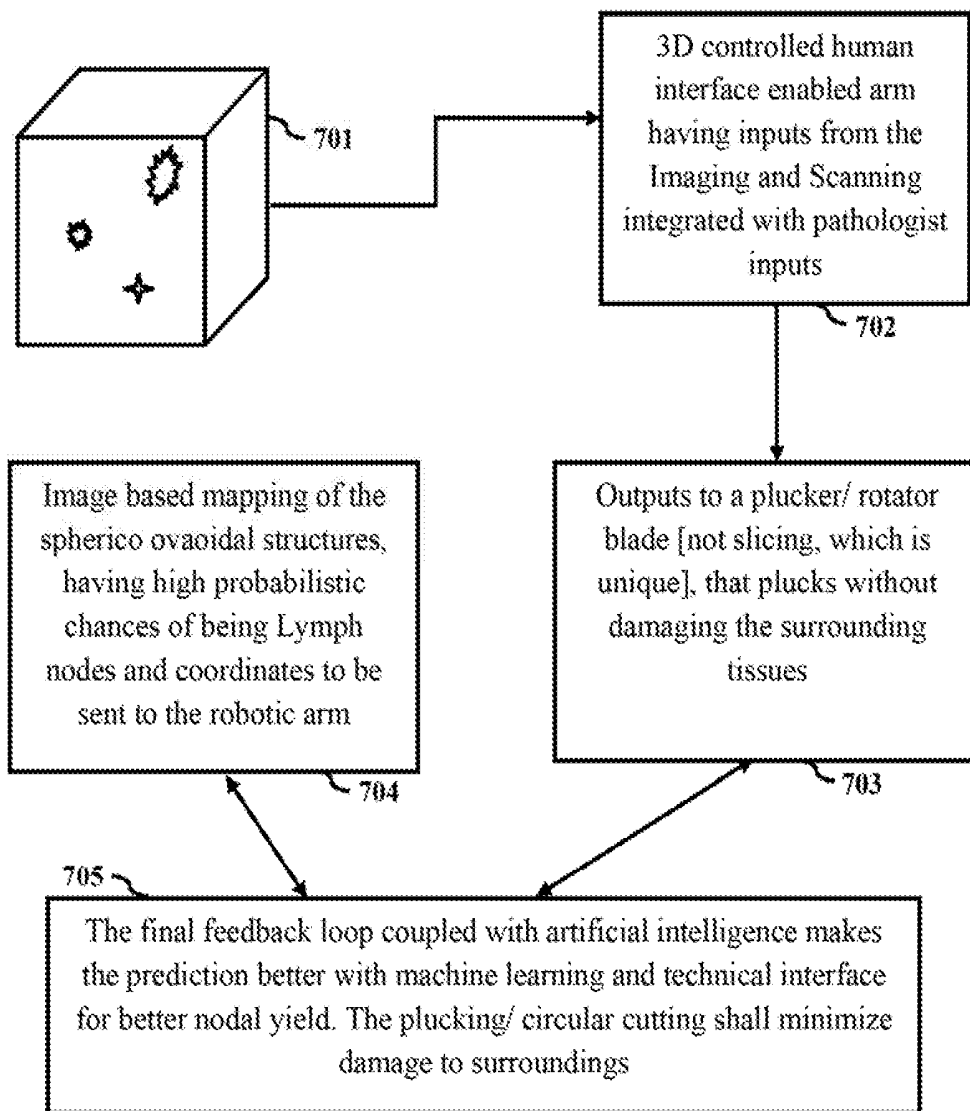 701
3D controlled human
interface enabled arm
having inputs from the
Imaging and Scanning
integrated with pathologist
inputs
702
Image based mapping of the
spherico ovaoidal structures,
having high probabilistic
chances of being Lymph
nodes and coordinates to be
sent to the robotic arm
704
Outputs to a plucker/ rotator
blade [not slicing, which is
unique], that plucks without
damaging the surrounding
tissues
703
705
The final feedback loop coupled with artificial intelligence makes
the prediction better with machine learning and technical interface
for better nodal yield. The plucking/ circular cutting shall minimize
damage to surroundings